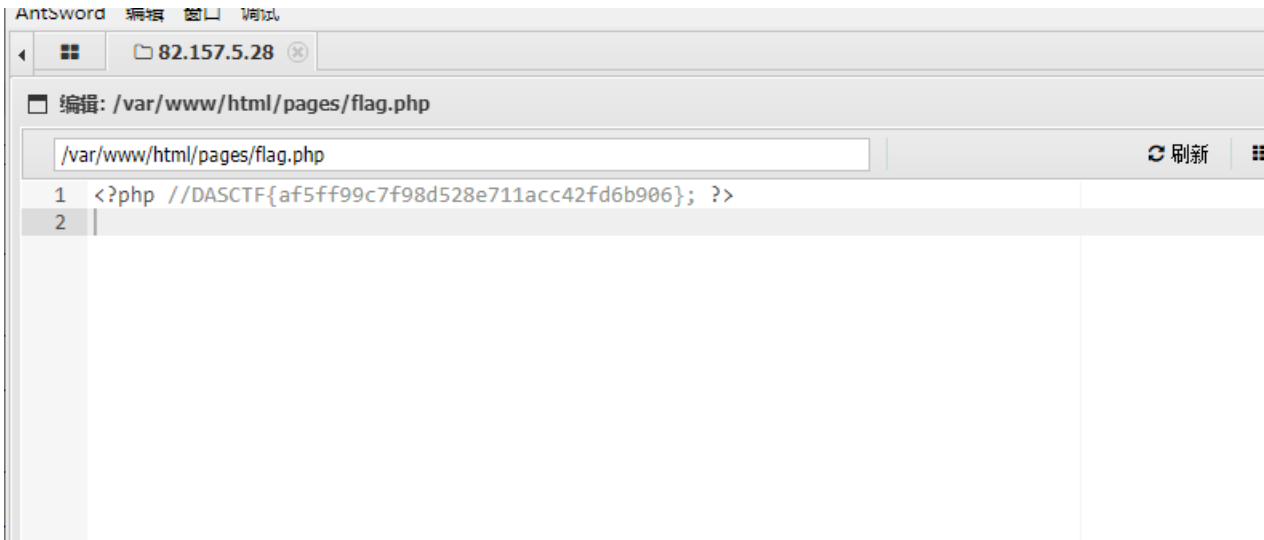 AntSword 编辑 窗口 调试
82.157.5.28
编辑: /var/www/html/pages/flag.php
/var/www/html/pages/flag.php
刷新
1 <?php //DASCTF{af5ff99c7f98d528e711acc42fd6b906}; ?>
2